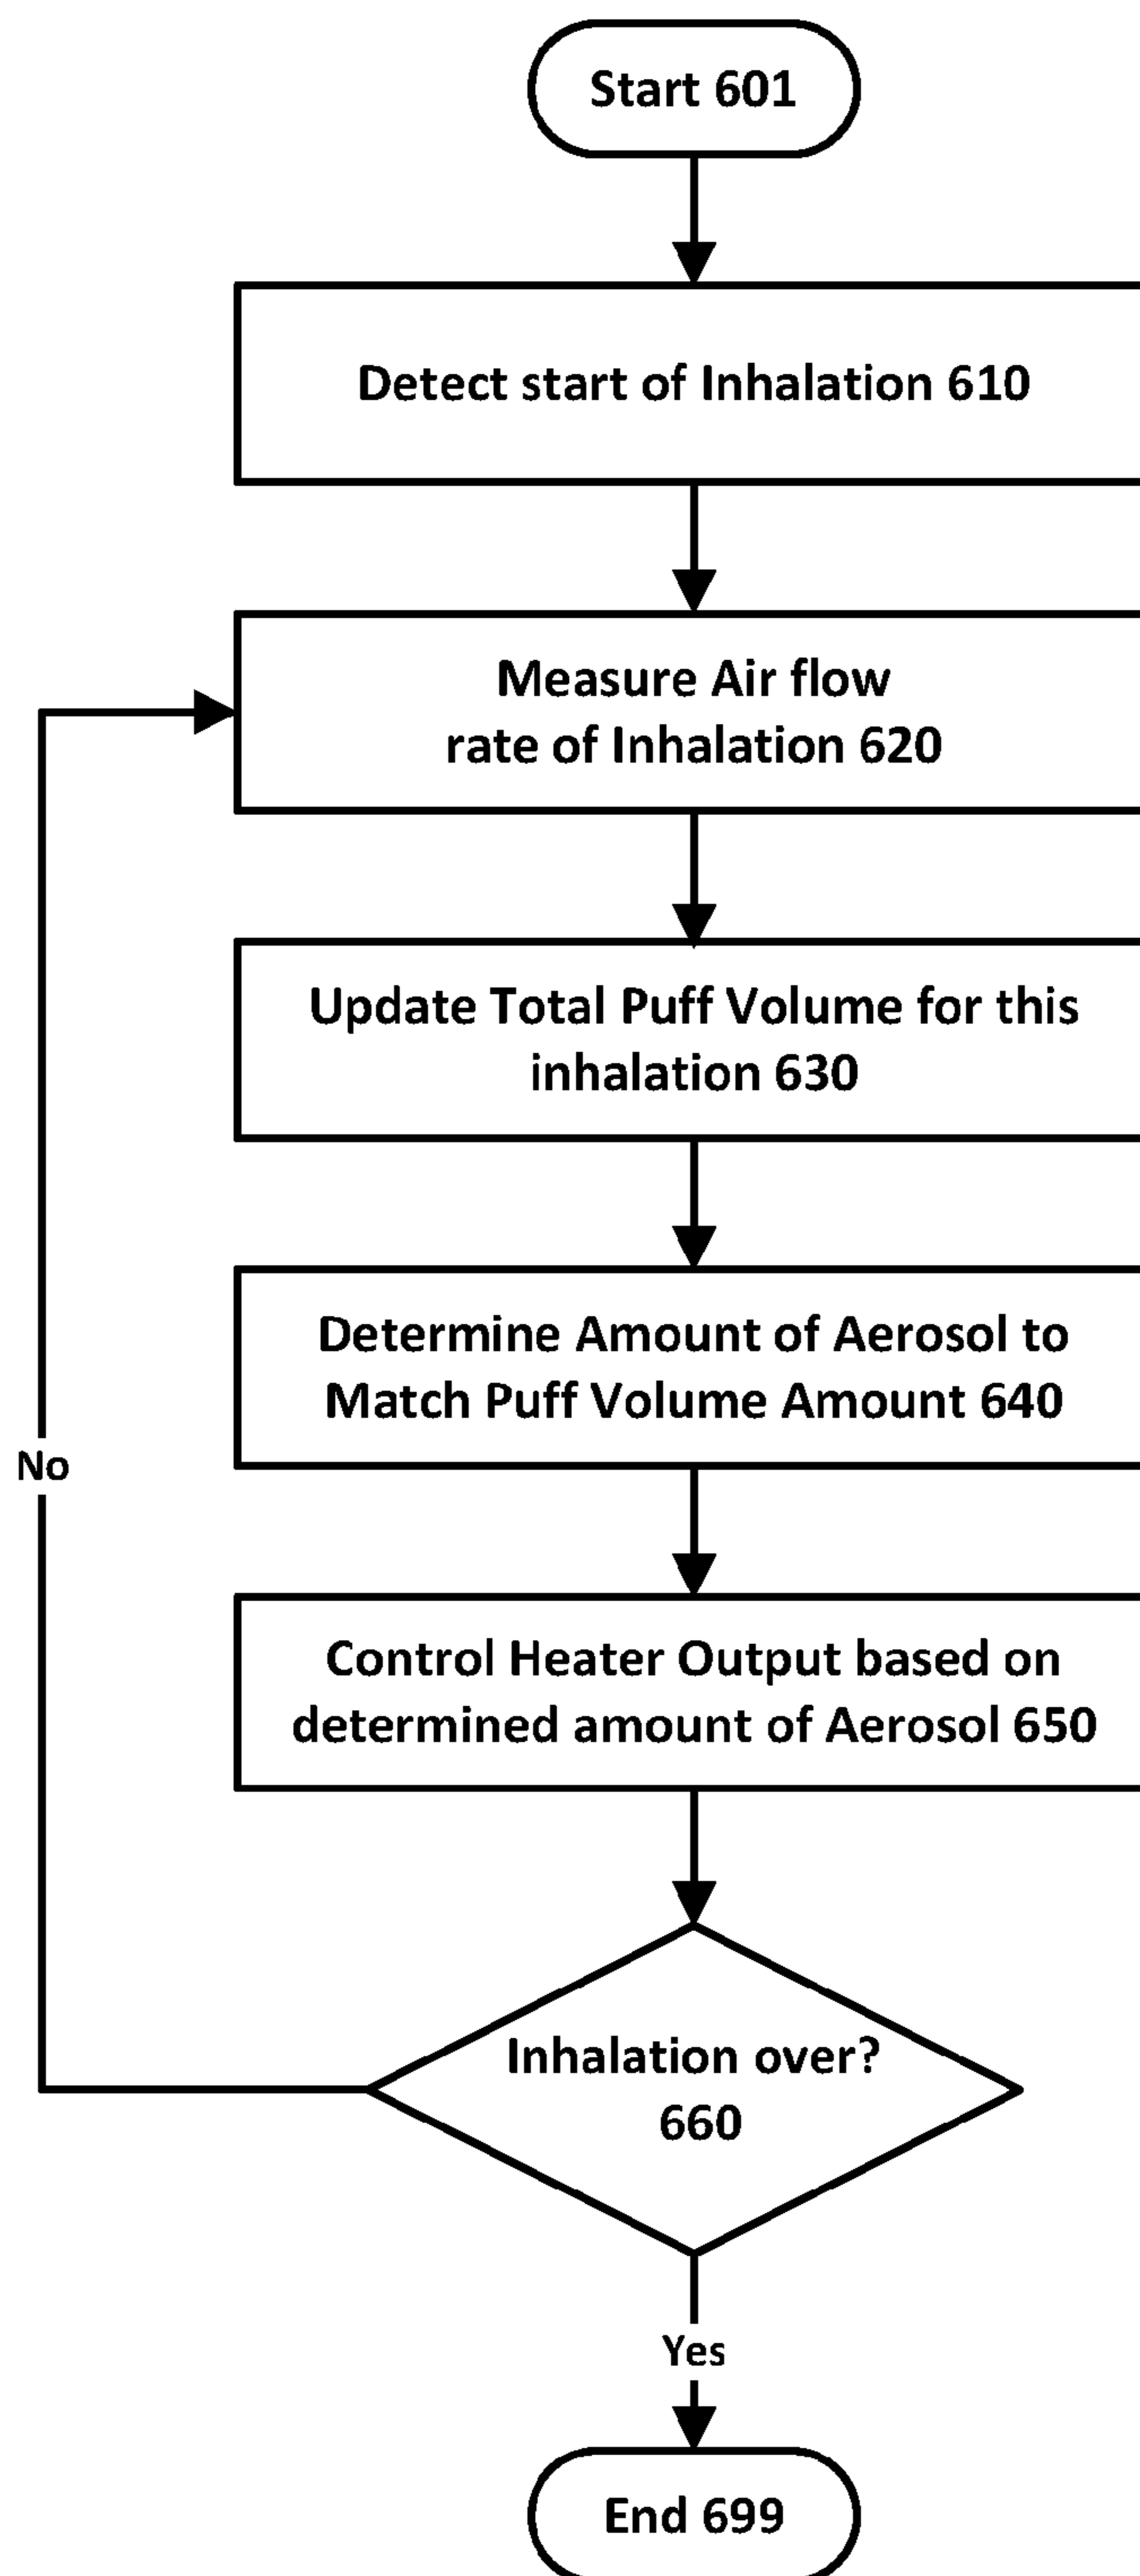 Start 601
Detect start of Inhalation 610
Measure Air flow
rate of Inhalation 620
Update Total Puff Volume for this
inhalation 630
Determine Amount of Aerosol to
Match Puff Volume Amount 640
No
Control Heater Output based on
determined amount of Aerosol 650
Inhalation over?
660
Yes
End 699